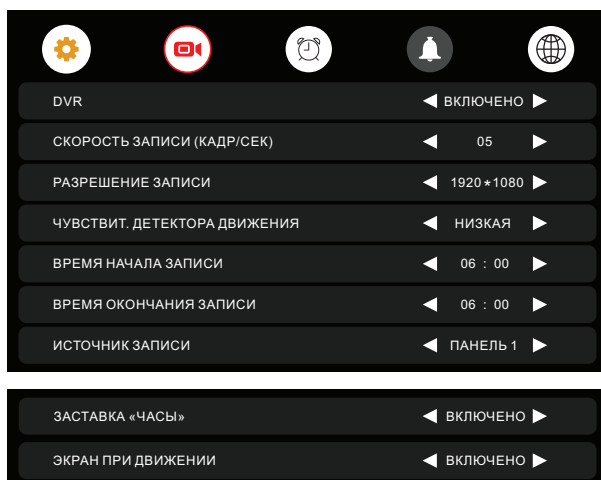 DVR ВКЛЮЧЕНО
СКОРОСТЬ ЗАПИСИ (КАДР/СЕК) 05
РАЗРЕШЕНИЕ ЗАПИСИ 1920*1080
ЧУВСТВИТ. ДЕТЕКТОРА ДВИЖЕНИЯ НИЗКАЯ
ВРЕМЯ НАЧАЛА ЗАПИСИ 06 : 00
ВРЕМЯ ОКОНЧАНИЯ ЗАПИСИ 06 : 00
ИСТОЧНИК ЗАПИСИ ПАНЕЛЬ 1
ЗАСТАВКА «ЧАСЫ» ВКЛЮЧЕНО
ЭКРАН ПРИ ДВИЖЕНИИ ВКЛЮЧЕНО